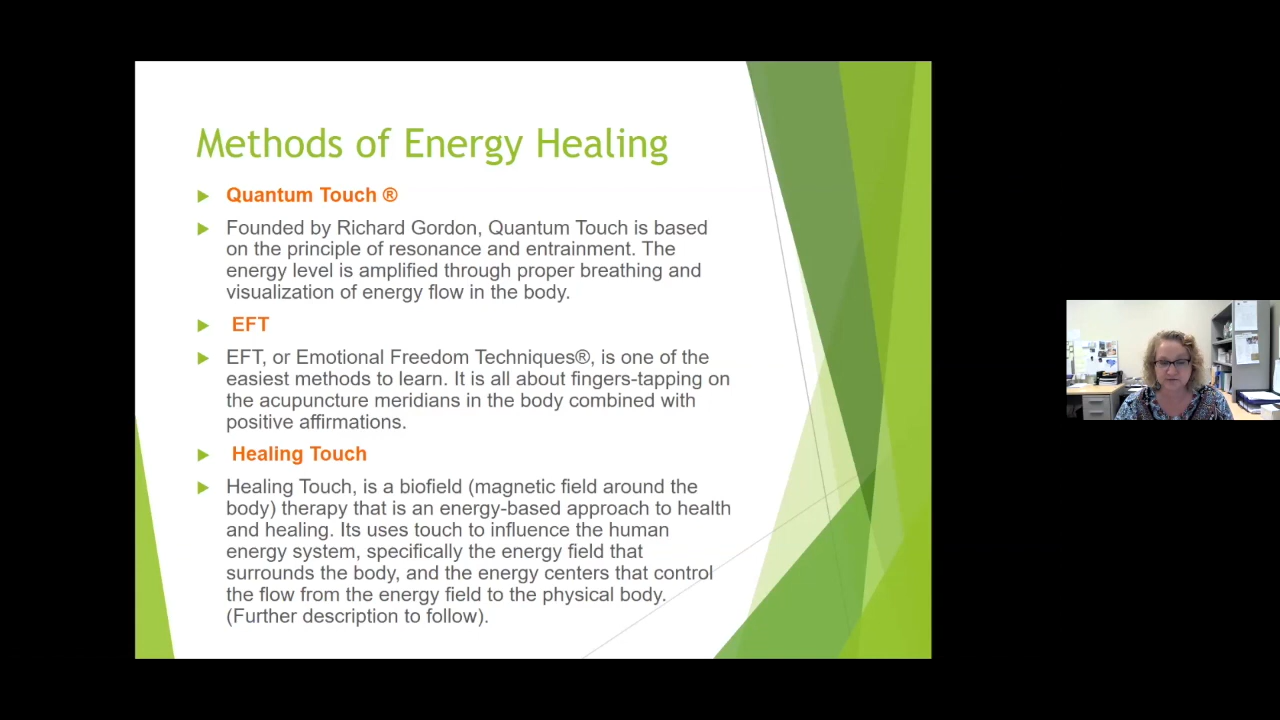 Methods of Energy Healing
Quantum Touch ®
Founded by Richard Gordon, Quantum Touch is based
on the principle of resonance and entrainment. The
energy level is amplified through proper breathing and
visualization of energy flow in the body.
EFT
EFT, or Emotional Freedom Techniques®, is one of the
easiest methods to learn. It is all about fingers-tapping on
the acupuncture meridians in the body combined with
positive affirmations.
Healing Touch
Healing Touch, is a biofield (magnetic field around the
body) therapy that is an energy-based approach to health
and healing. Its uses touch to influence the human
energy system, specifically the energy field that
surrounds the body, and the energy centers that control
the flow from the energy field to the physical body.
(Further description to follow).